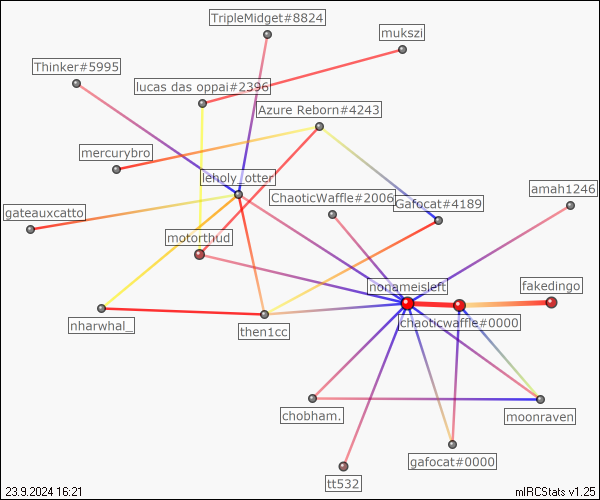 TripleMidget#8824
mukszi
Thinker#5995
lucas das oppai#2396
Azure Reborn#4243
mercurybro
leholy_otter
ChaoticWaffle#2006
Gafocat#4189
amah1246
gateauxcatto
motorthud
nonameisleft
fakedingo
nharwhal_
then1cc
chaoticwaffle#0000
chobham.
moonraven
gafocat#0000
tt532
23.9.2024 16:21
mIRCStats v1.25